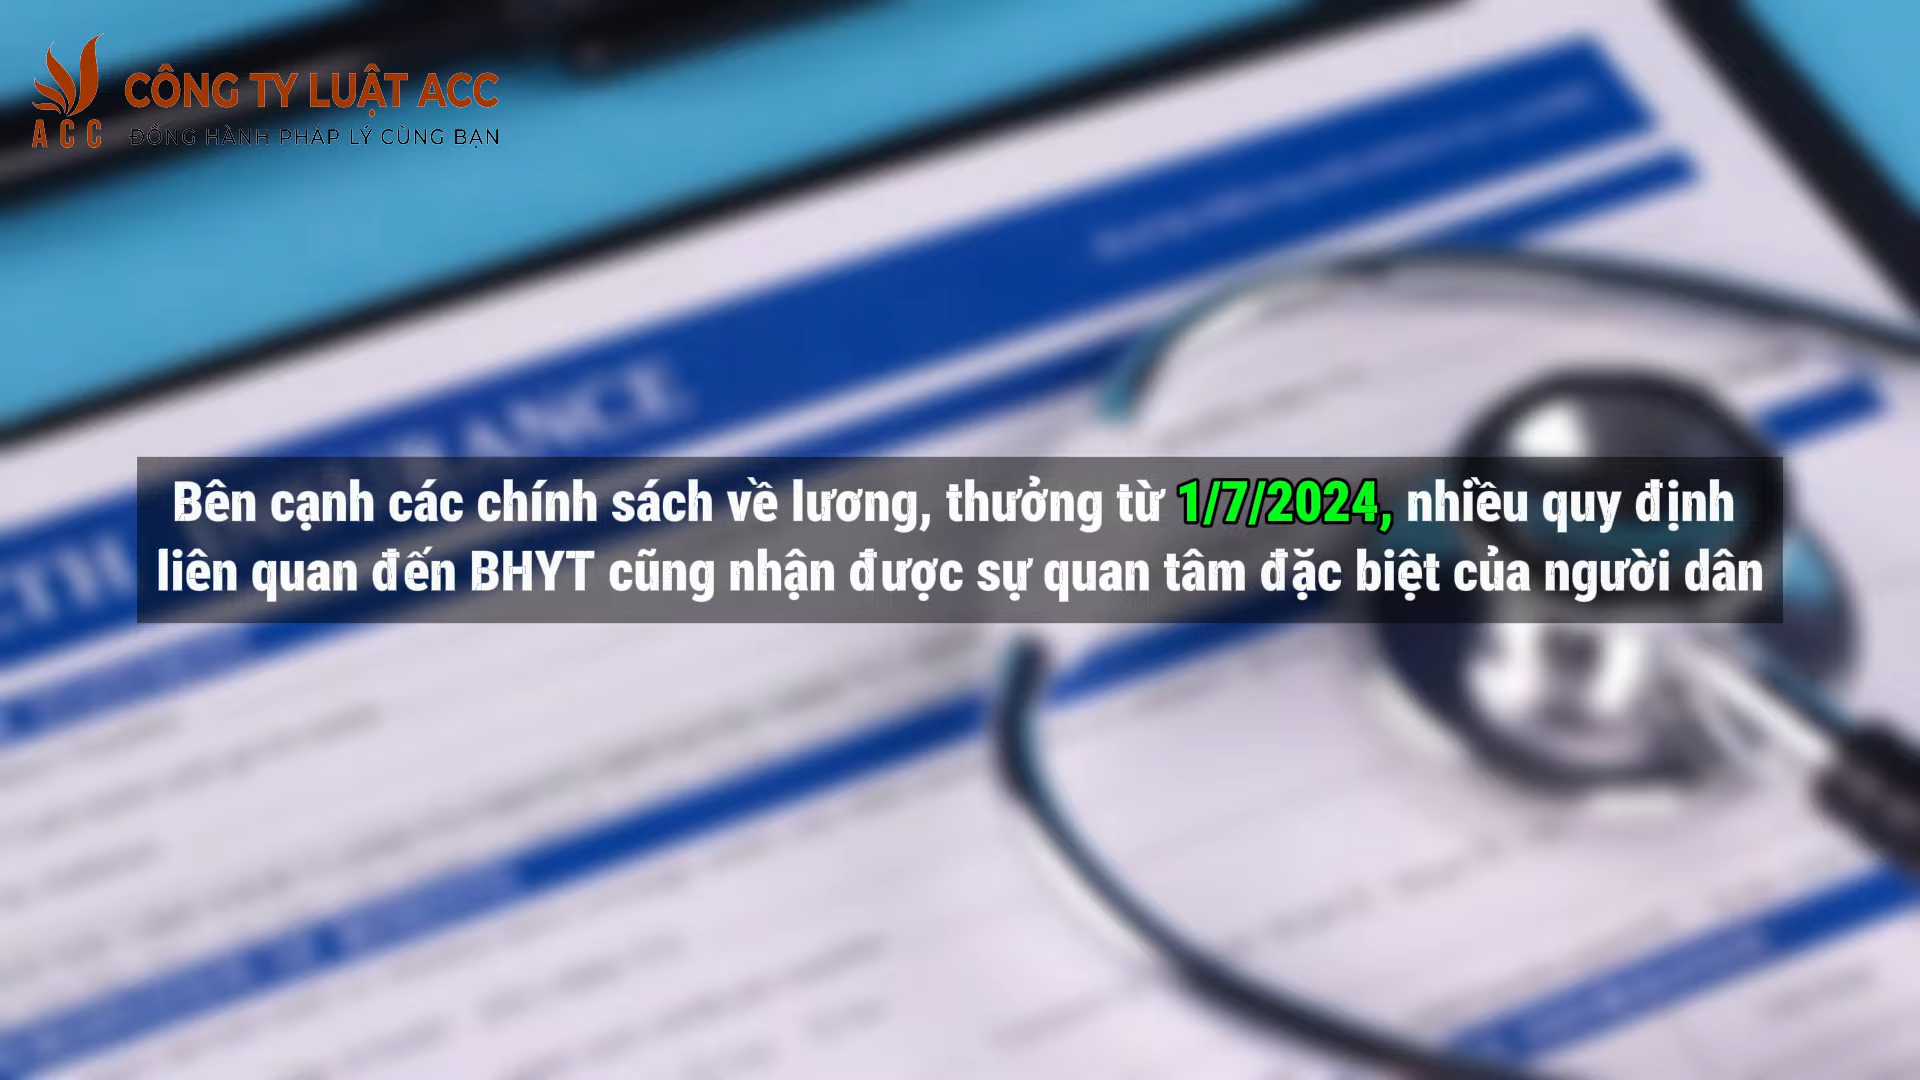 CÔNG TY LUẬT ACC
ACC
ĐỒNG HÀNH PHÁP LÝ CÙNG BẠN
Bên cạnh các chính sách về lương, thưởng từ 1/7/2024, nhiều quy định
liên quan đến BHYT cũng nhận được sự quan tâm đặc biệt của người dân